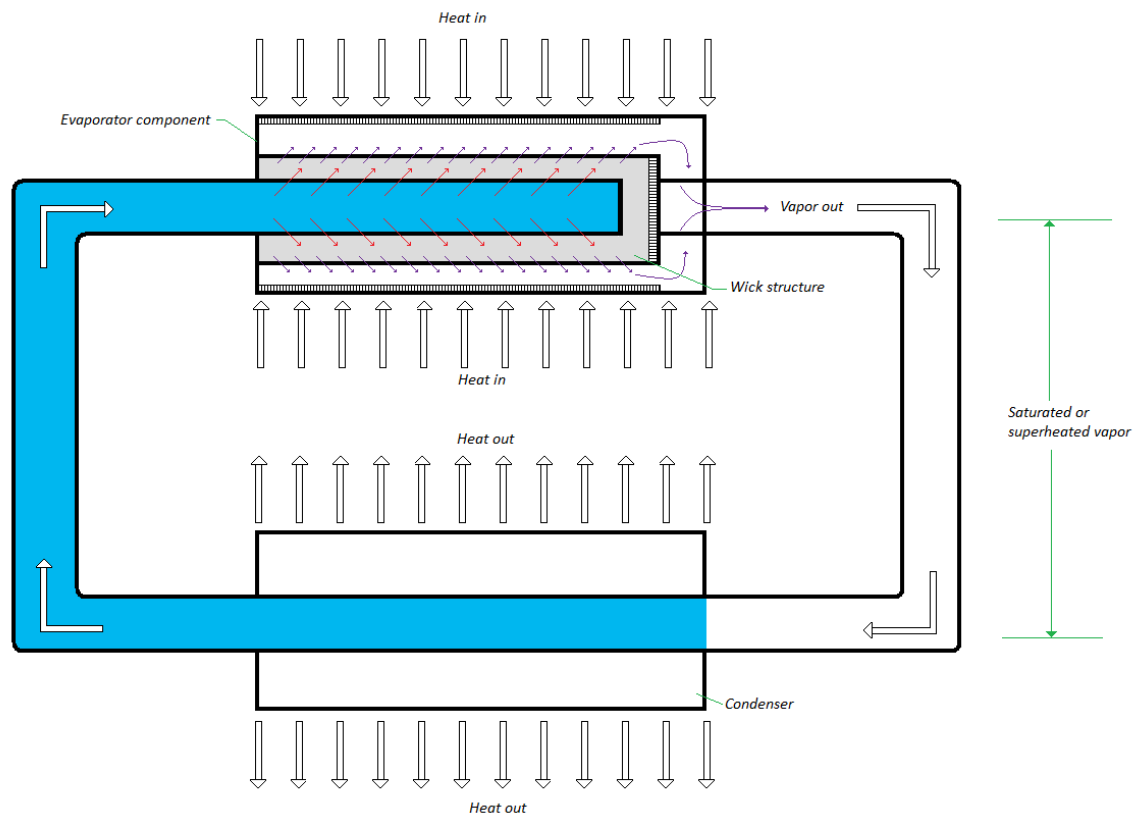 Heat in
Evaporator component
Vapor out
Wick structure
Heat in
Saturated or
superheated vapor
Heat out
Condenser
Heat out